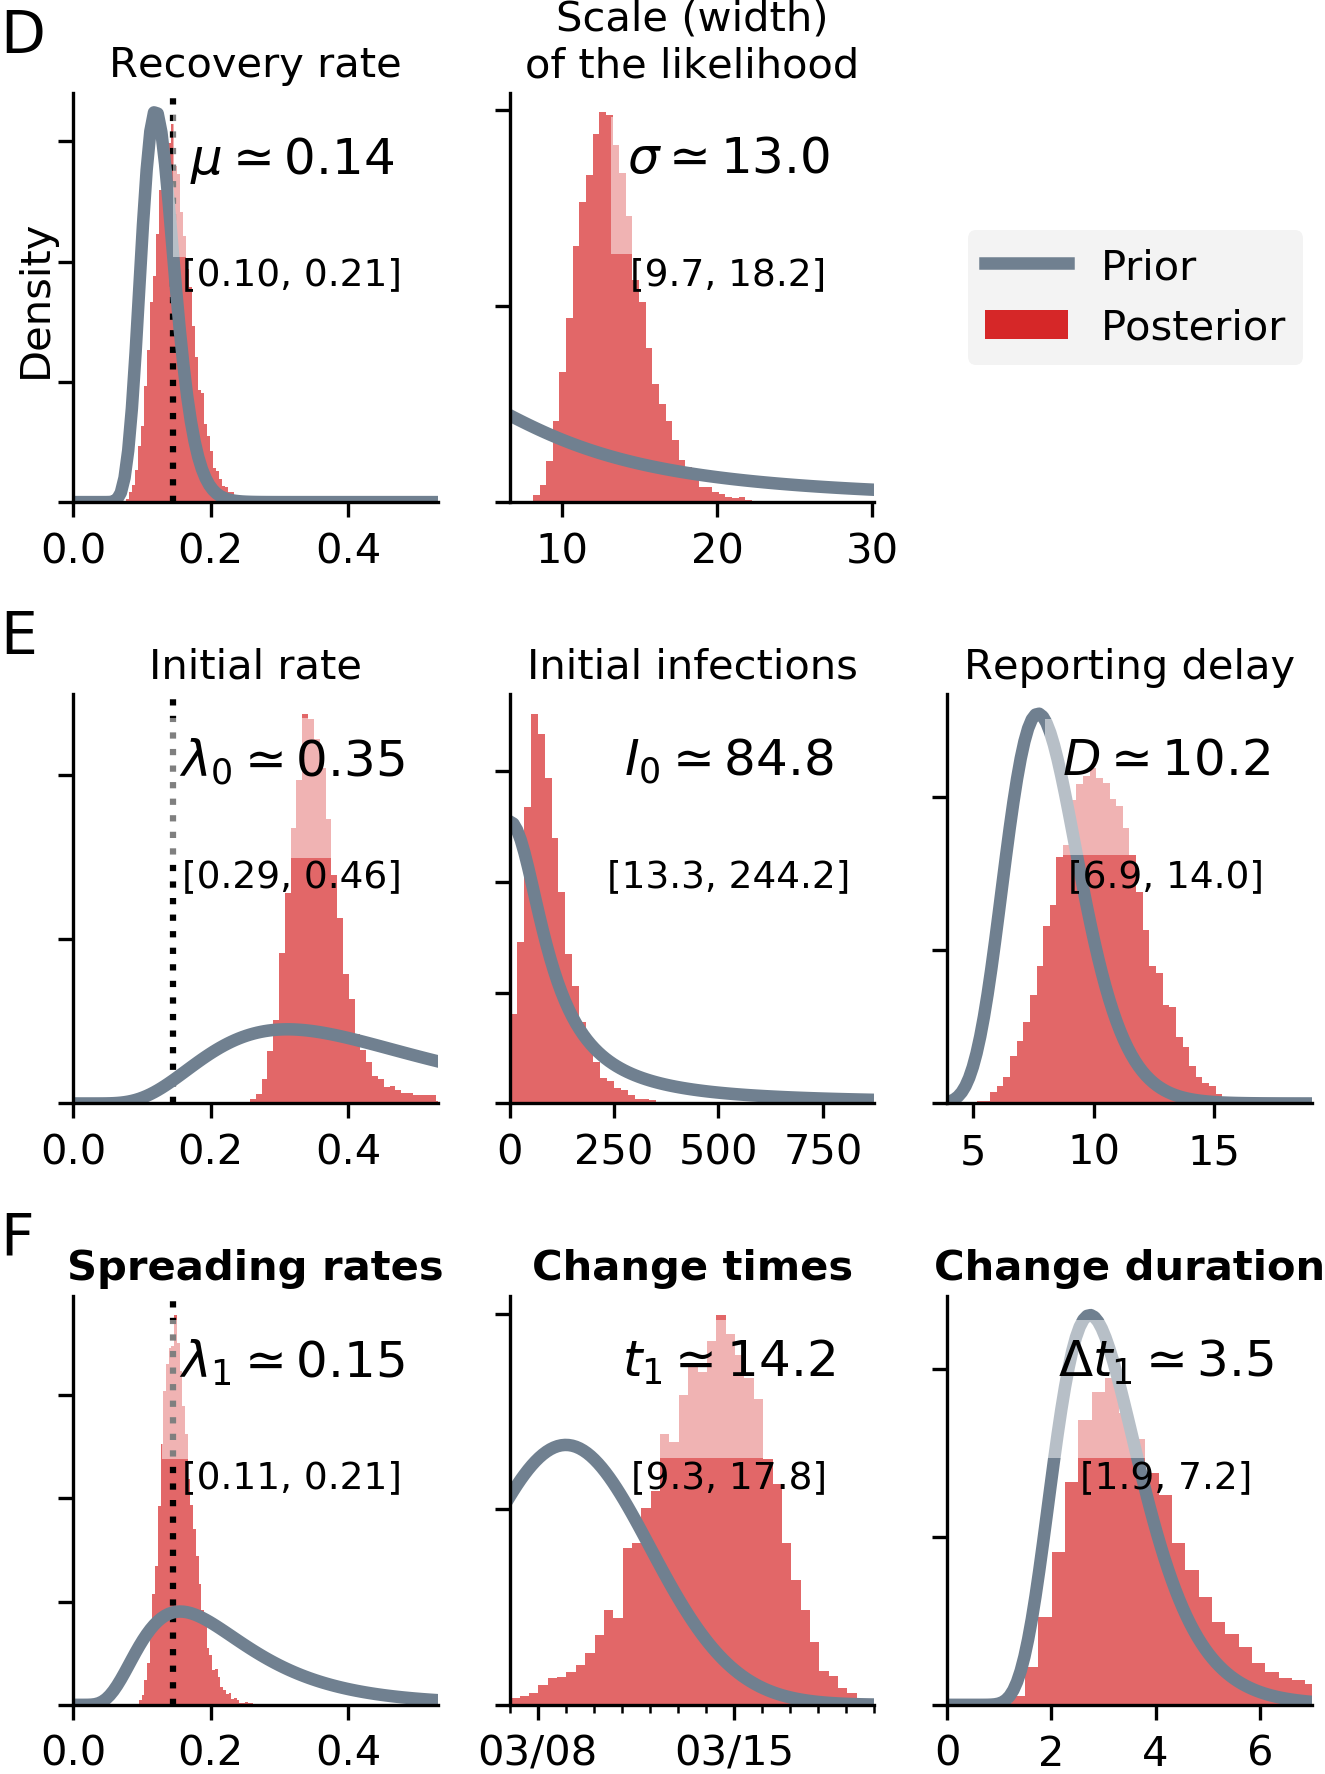 D
Recovery rate
Scale (width)
of the likelihood
Density
μ ≃ 0.14
[0.10, 0.21]
0.0 0.2 0.4
σ ≃ 13.0
[9.7, 18.2]
10 20 30
Prior
Posterior
E
Initial rate
λ0 ≃ 0.35
[0.29, 0.46]
0.0 0.2 0.4
Initial infections
I0 ≃ 84.8
[13.3, 244.2]
0 250 500 750
Reporting delay
D ≃ 10.2
[6.9, 14.0]
5 10 15
F
Spreading rates
λ1 ≃ 0.15
[0.11, 0.21]
0.0 0.2 0.4
Change times
t1 ≃ 14.2
[9.3, 17.8]
03/08 03/15
Change duration
Δt1 ≃ 3.5
[1.9, 7.2]
0 2 4 6